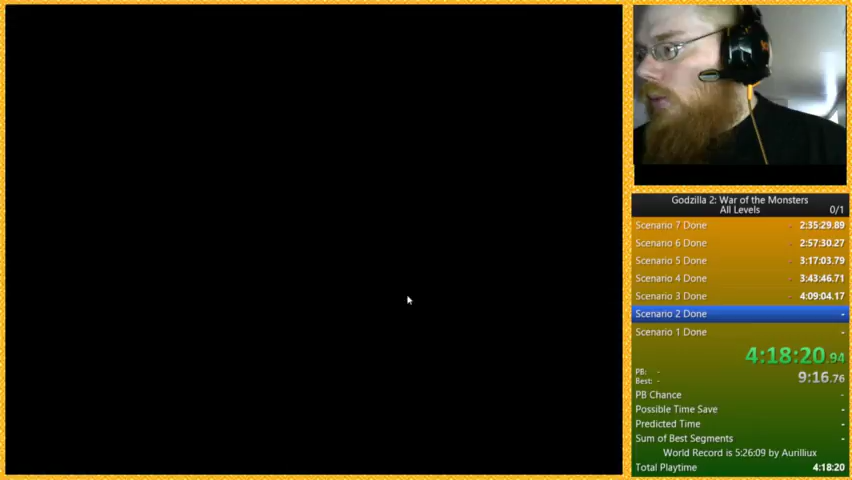 Godzilla 2: War of the Monsters
All Levels 0/1
Scenario 7 Done - 2:35:29.89
Scenario 6 Done - 2:57:30.27
Scenario 5 Done - 3:17:03.79
Scenario 4 Done - 3:43:46.71
Scenario 3 Done - 4:09:04.17
Scenario 2 Done -
Scenario 1 Done -
4:18:20.94
PB: - 9:16.76
Best: -
PB Chance -
Possible Time Save -
Predicted Time -
Sum of Best Segments -
World Record is 5:26:09 by Aurilliux
Total Playtime 4:18:20